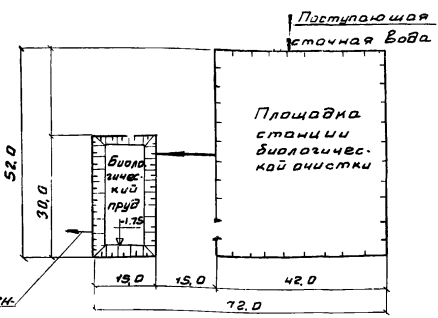 Поступающая
сточная вода
Площадка
станции
биологичес-
кой очистки
Биоло-
гичес-
кий
пруд
-1.75
52,0
30,0
15,0
15,0
42,0
72,0